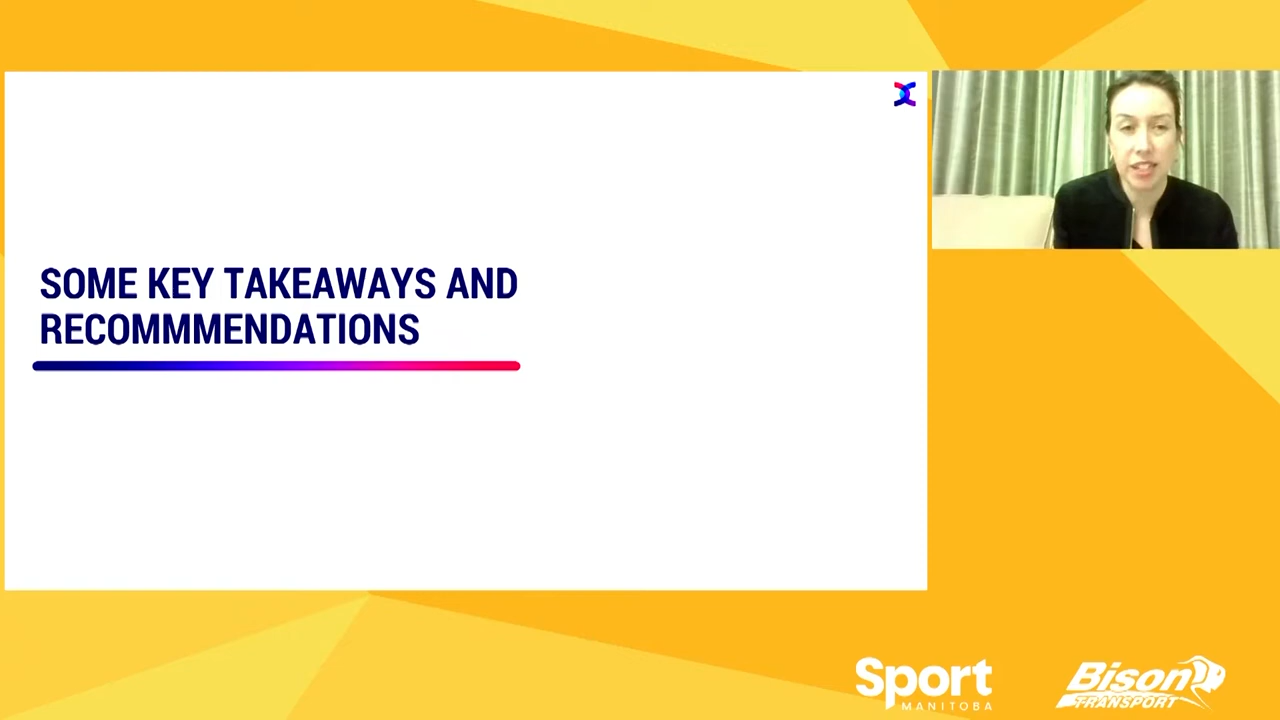 SOME KEY TAKEAWAYS AND
RECOMMMENDATIONS
Sport
MANITOBA
Bison
TRANSPORT